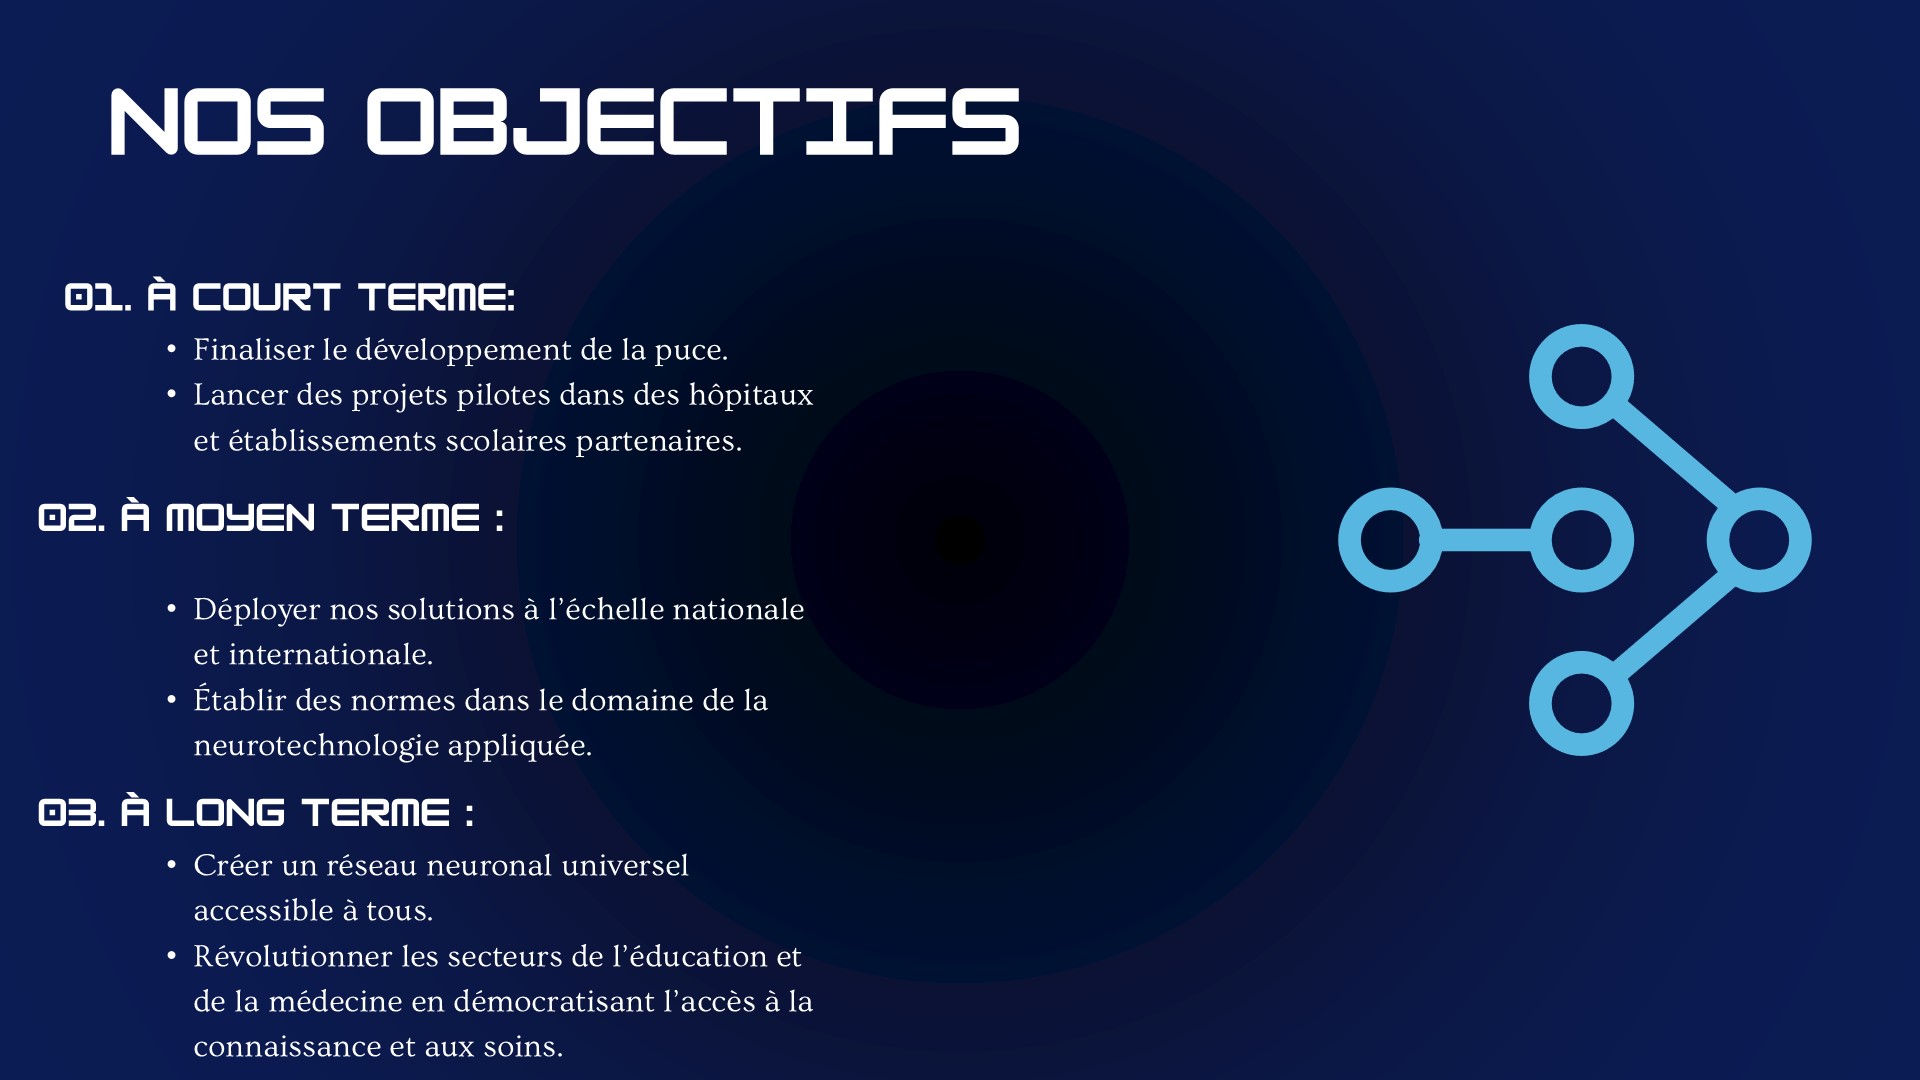 NOS OBJECTIFS
01. À COURT TERME:
• Finaliser le développement de la puce.
• Lancer des projets pilotes dans des hôpitaux
et établissements scolaires partenaires.
02. À MOYEN TERME :
• Déployer nos solutions à l’échelle nationale
et internationale.
• Établir des normes dans le domaine de la
neurotechnologie appliquée.
03. À LONG TERME :
• Créer un réseau neuronal universel
accessible à tous.
• Révolutionner les secteurs de l’éducation et
de la médecine en démocratisant l’accès à la
connaissance et aux soins.